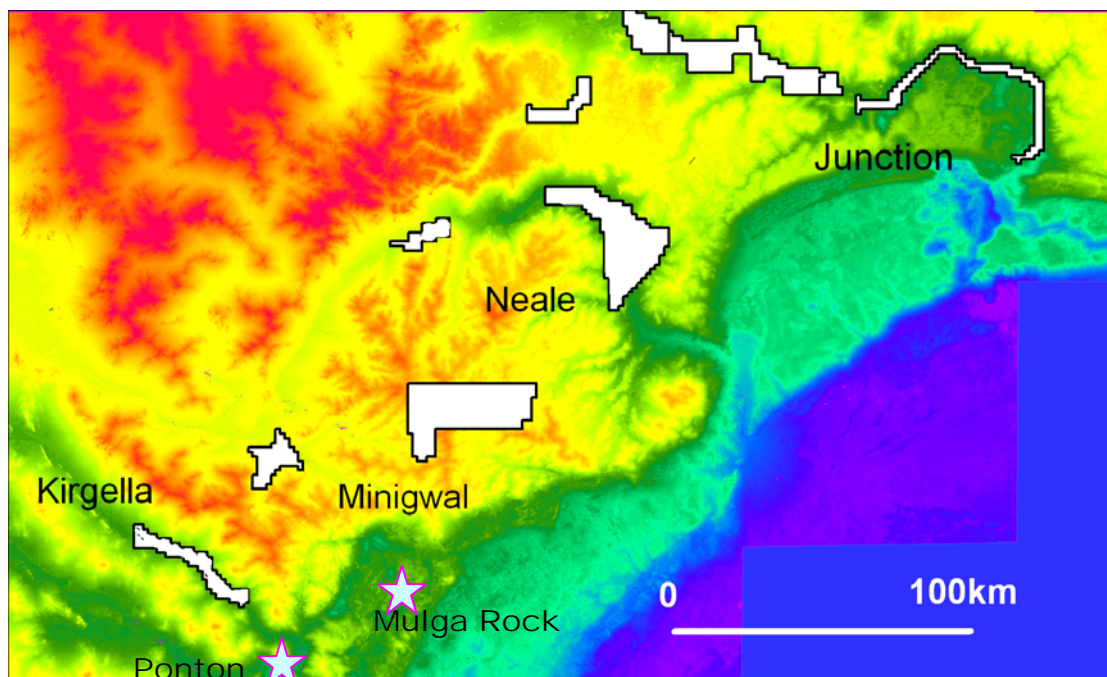 Junction
Neale
Kirgella
Minigwal
0 100km
Mulga Rock
Ponton